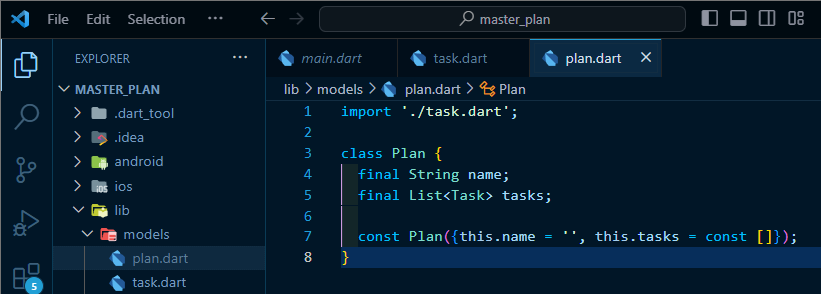 File Edit Selection ... master_plan
EXPLORER ...
main.dart task.dart plan.dart
MASTER_PLAN
lib > models > plan.dart > Plan
.dart_tool
.idea
android
ios
iOS
lib
models
plan.dart
task.dart
5
1 import './task.dart';
2
3 class Plan {
4 final String name;
5 final List<Task> tasks;
6
7 const Plan({this.name = '', this.tasks = const []});
8 }